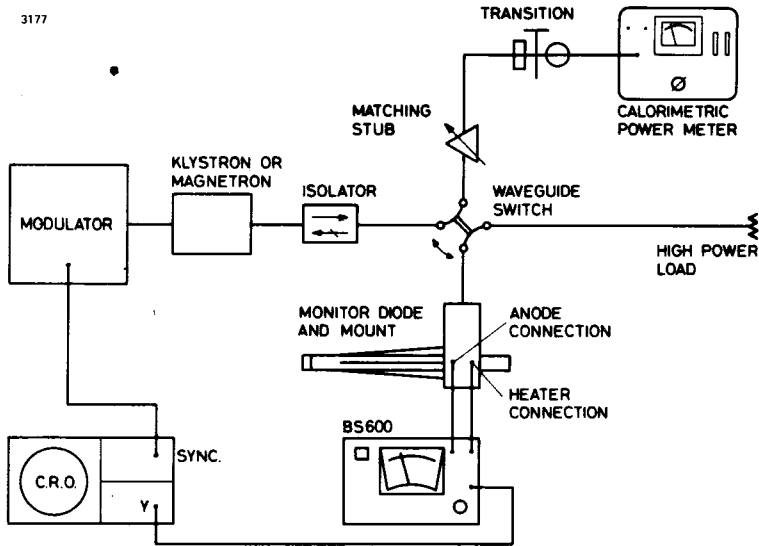 3177
TRANSITION
CALORIMETRIC
POWER METER
MATCHING
STUB
KLYSTRON OR
MAGNETRON
ISOLATOR
WAVEGUIDE
SWITCH
MODULATOR
HIGH POWER
LOAD
MONITOR DIODE
AND MOUNT
ANODE
CONNECTION
HEATER
CONNECTION
BS600
SYNC.
C.R.O.
Y